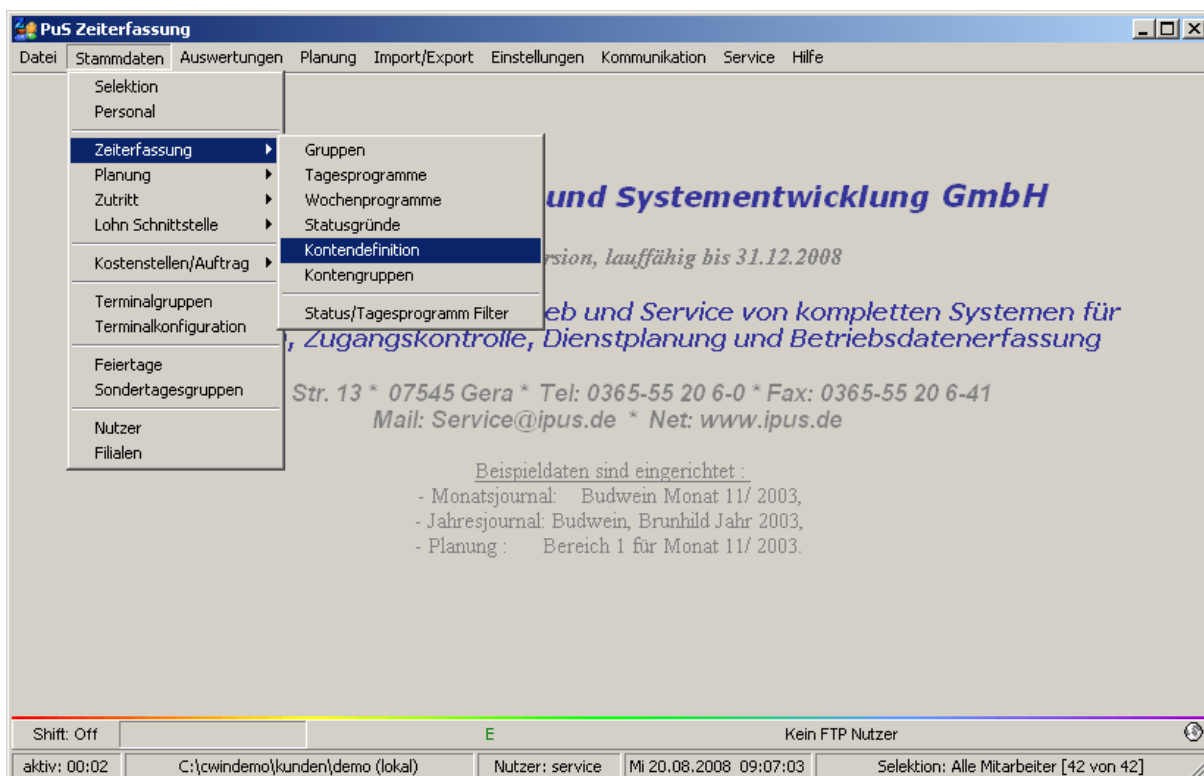 PuS Zeiterfassung
Datei Stammdaten Auswertungen Planung Import/Export Einstellungen Kommunikation Service Hilfe
Selektion
Personal
Zeiterfassung
Planung
Zutritt
Lohn Schnittstelle
Kostenstellen/Auftrag
Terminalgruppen
Terminalkonfiguration
Feiertage
Sondertagesgruppen
Nutzer
Filialen
Gruppen
Tagesprogramme
Wochenprogramme
Statusgründe
Kontendefinition
Kontengruppen
Status/Tagesprogramm Filter
und Systementwicklung GmbH
lauffähig bis 31.12.2008
und Service von kompletten Systemen für
, Zugangskontrolle, Dienstplanung und Betriebsdatenerfassung
Str. 13 * 07545 Gera * Tel: 0365-55 20 6-0 * Fax: 0365-55 20 6-41
Mail: Service@ipus.de * Net: www.ipus.de
Beispieldaten sind eingerichtet :
- Monatsjournal: Budwein Monat 11/ 2003,
- Jahresjournal: Budwein, Brunhild Jahr 2003,
- Planung : Bereich 1 für Monat 11/ 2003.
Shift: Off E Kein FTP Nutzer
aktiv: 00:02 C:\cwindemo\kunden\demo (lokal) Nutzer: service Mi 20.08.2008 09:07:03 Selektion: Alle Mitarbeiter [42 von 42]